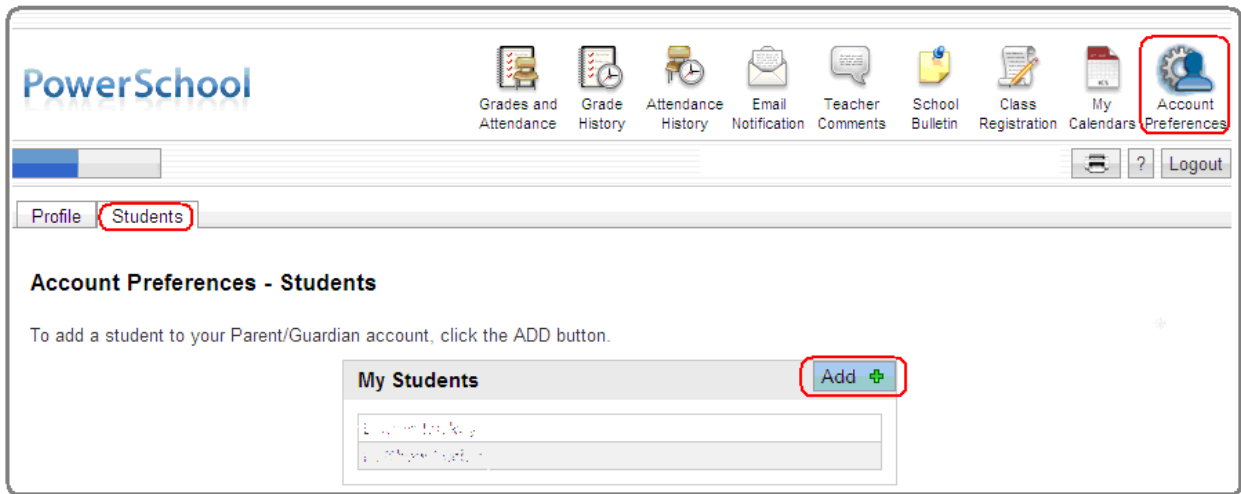 PowerSchool
Grades and Attendance
Grade History
Attendance History
Email Notification
Teacher Comments
School Bulletin
Class Registration
My Calendars
Account Preferences
? Logout
Profile Students
Account Preferences - Students
To add a student to your Parent/Guardian account, click the ADD button.
My Students Add